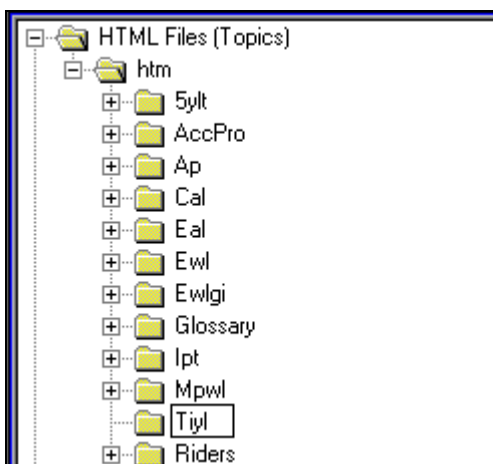 HTML Files (Topics)
htm
5ylt
AccPro
Ap
Cal
Eal
Ewl
Ewlgi
Glossary
Ipt
Mpwl
Tiyl
Riders